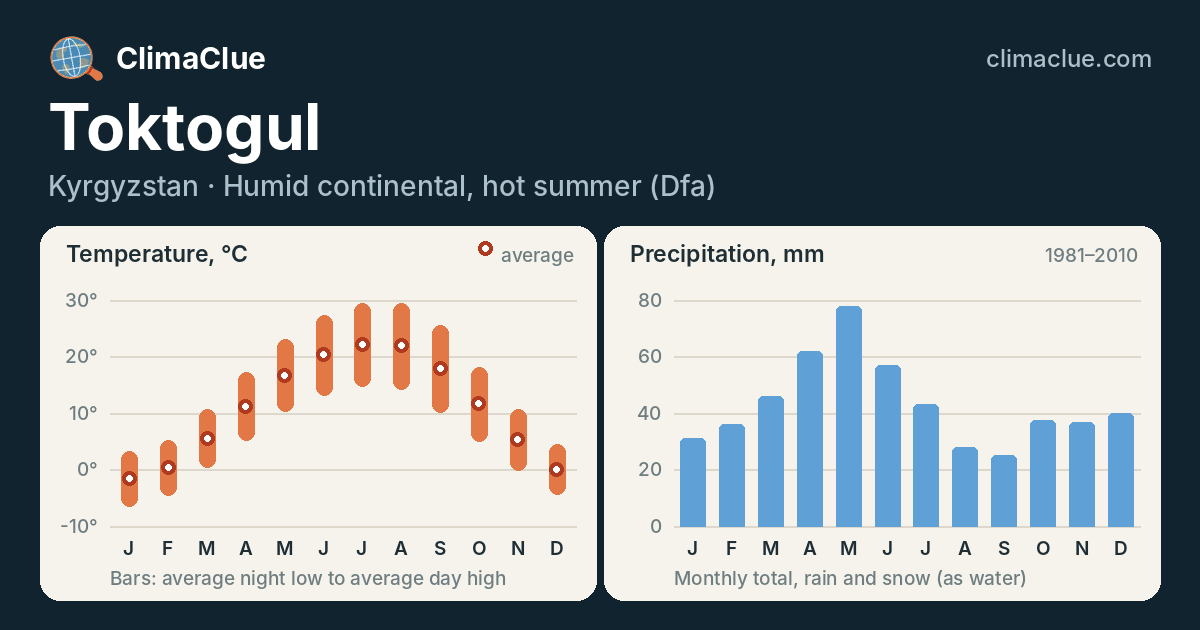 ClimaClue
climaclue.com
Toktogul
Kyrgyzstan · Humid continental, hot summer (Dfa)
Temperature, °C
average
30°
20°
10°
0°
-10°
J F M A M J J A S O N D
Bars: average night low to average day high
Precipitation, mm
1981–2010
80
60
40
20
0
J F M A M J J A S O N D
Monthly total, rain and snow (as water)